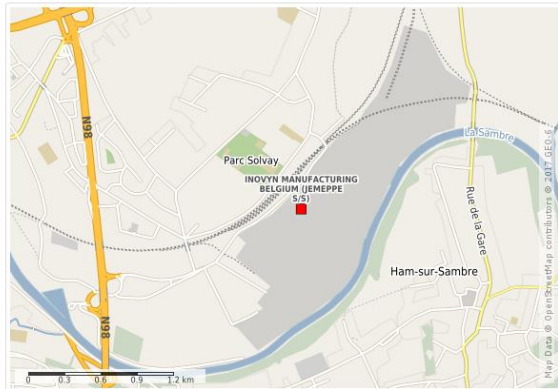 N98
La Sambre
Parc Solvay
INOVYN MANUFACTURING
BELGIUM (JEMEPPE
S/S)
Rue de la Gare
Ham-sur-Sambre
N98
0 0.3 0.6 0.9 1.2 km
Map Data © OpenStreetMap contributors © 2017 GEO-6